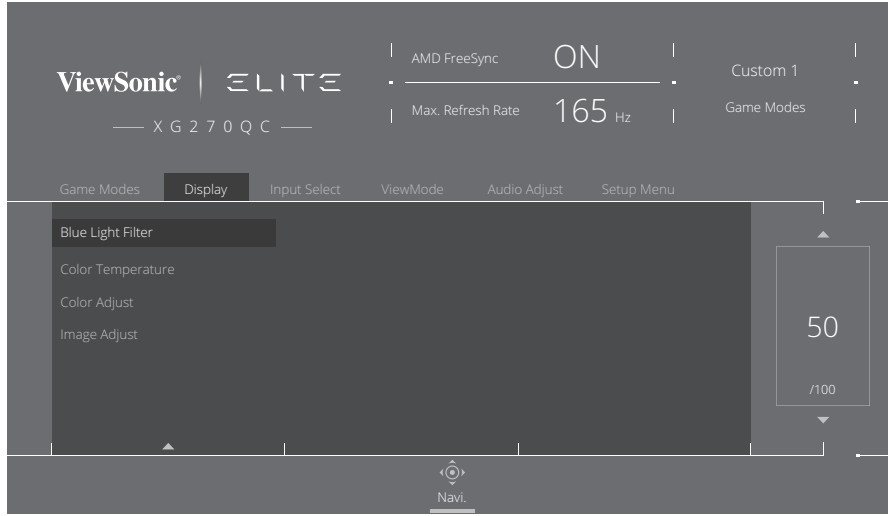 ViewSonic® ELITE
XG270QC
AMD FreeSync ON
Max. Refresh Rate 165 Hz
Custom 1
Game Modes
Game Modes Display Input Select ViewMode Audio Adjust Setup Menu
Blue Light Filter
Color Temperature
Color Adjust
Image Adjust
50
/100
Navi.